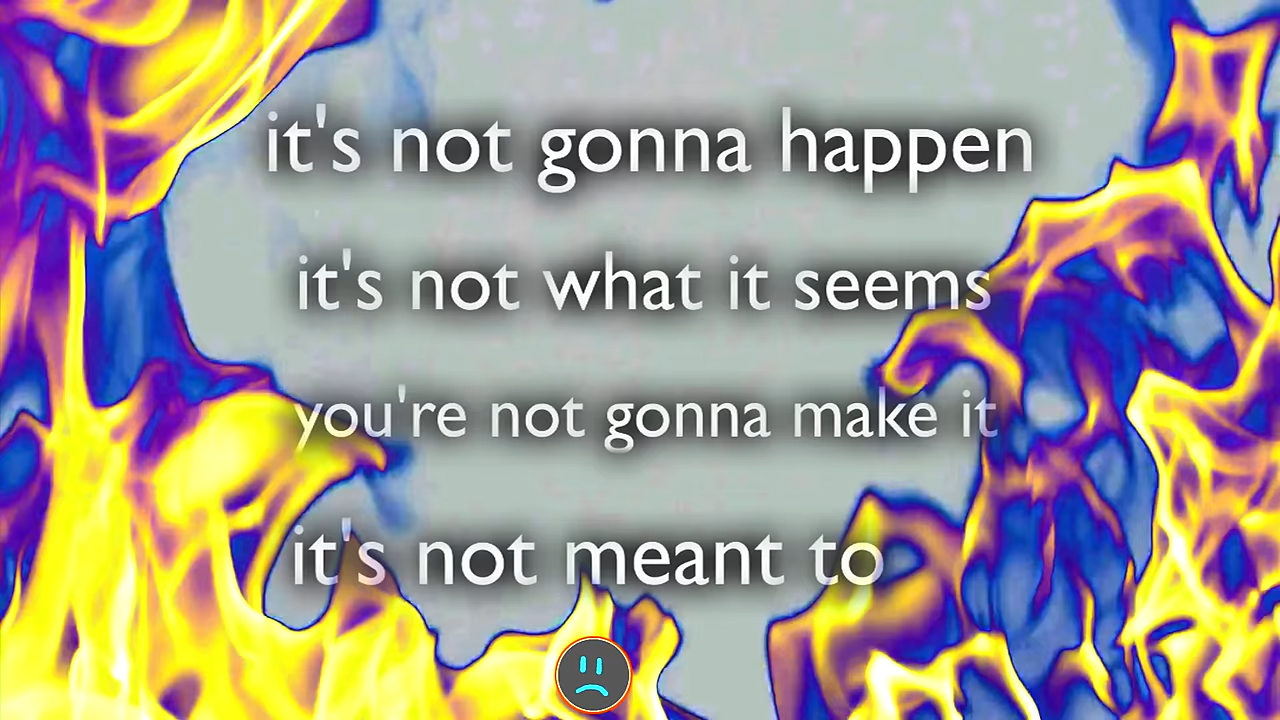 it's not gonna happen
it's not what it seems
you're not gonna make it
it's not meant to